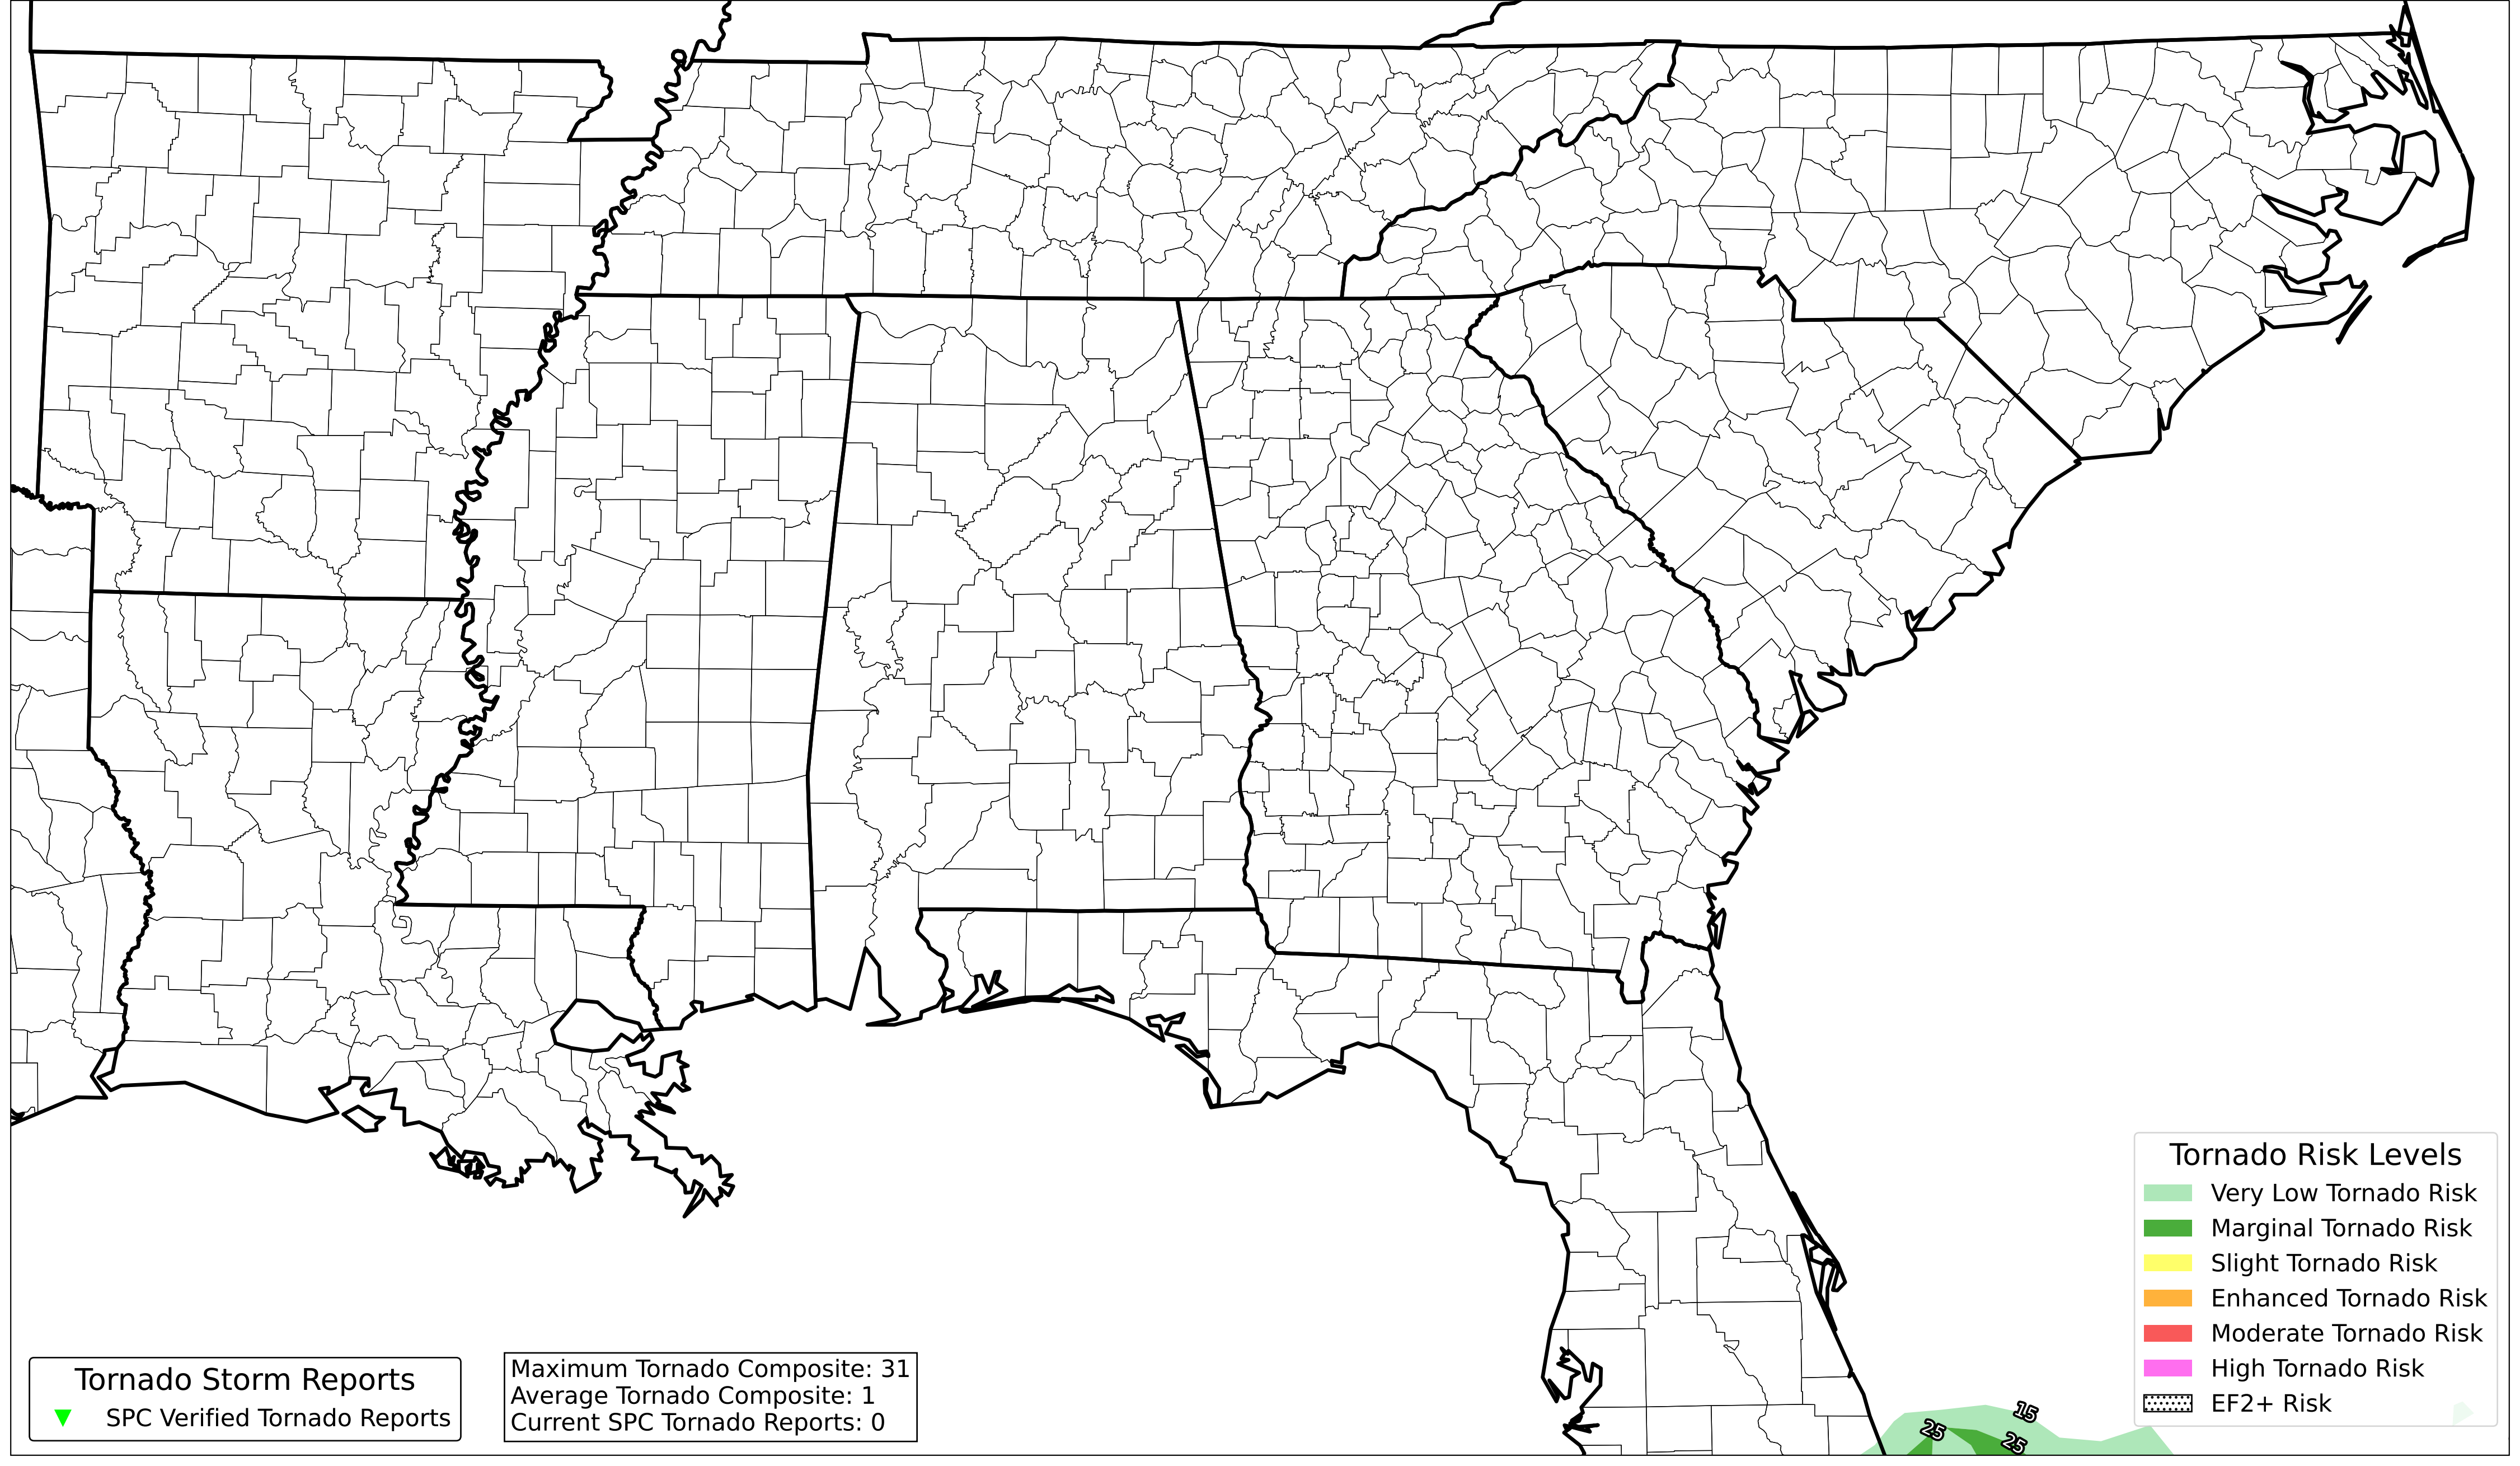 Tornado Risk Levels
Very Low Tornado Risk
Marginal Tornado Risk
Slight Tornado Risk
Enhanced Tornado Risk
Moderate Tornado Risk
High Tornado Risk
EF2+ Risk
Tornado Storm Reports
SPC Verified Tornado Reports
Maximum Tornado Composite: 31
Average Tornado Composite: 1
Current SPC Tornado Reports: 0
15
25
25